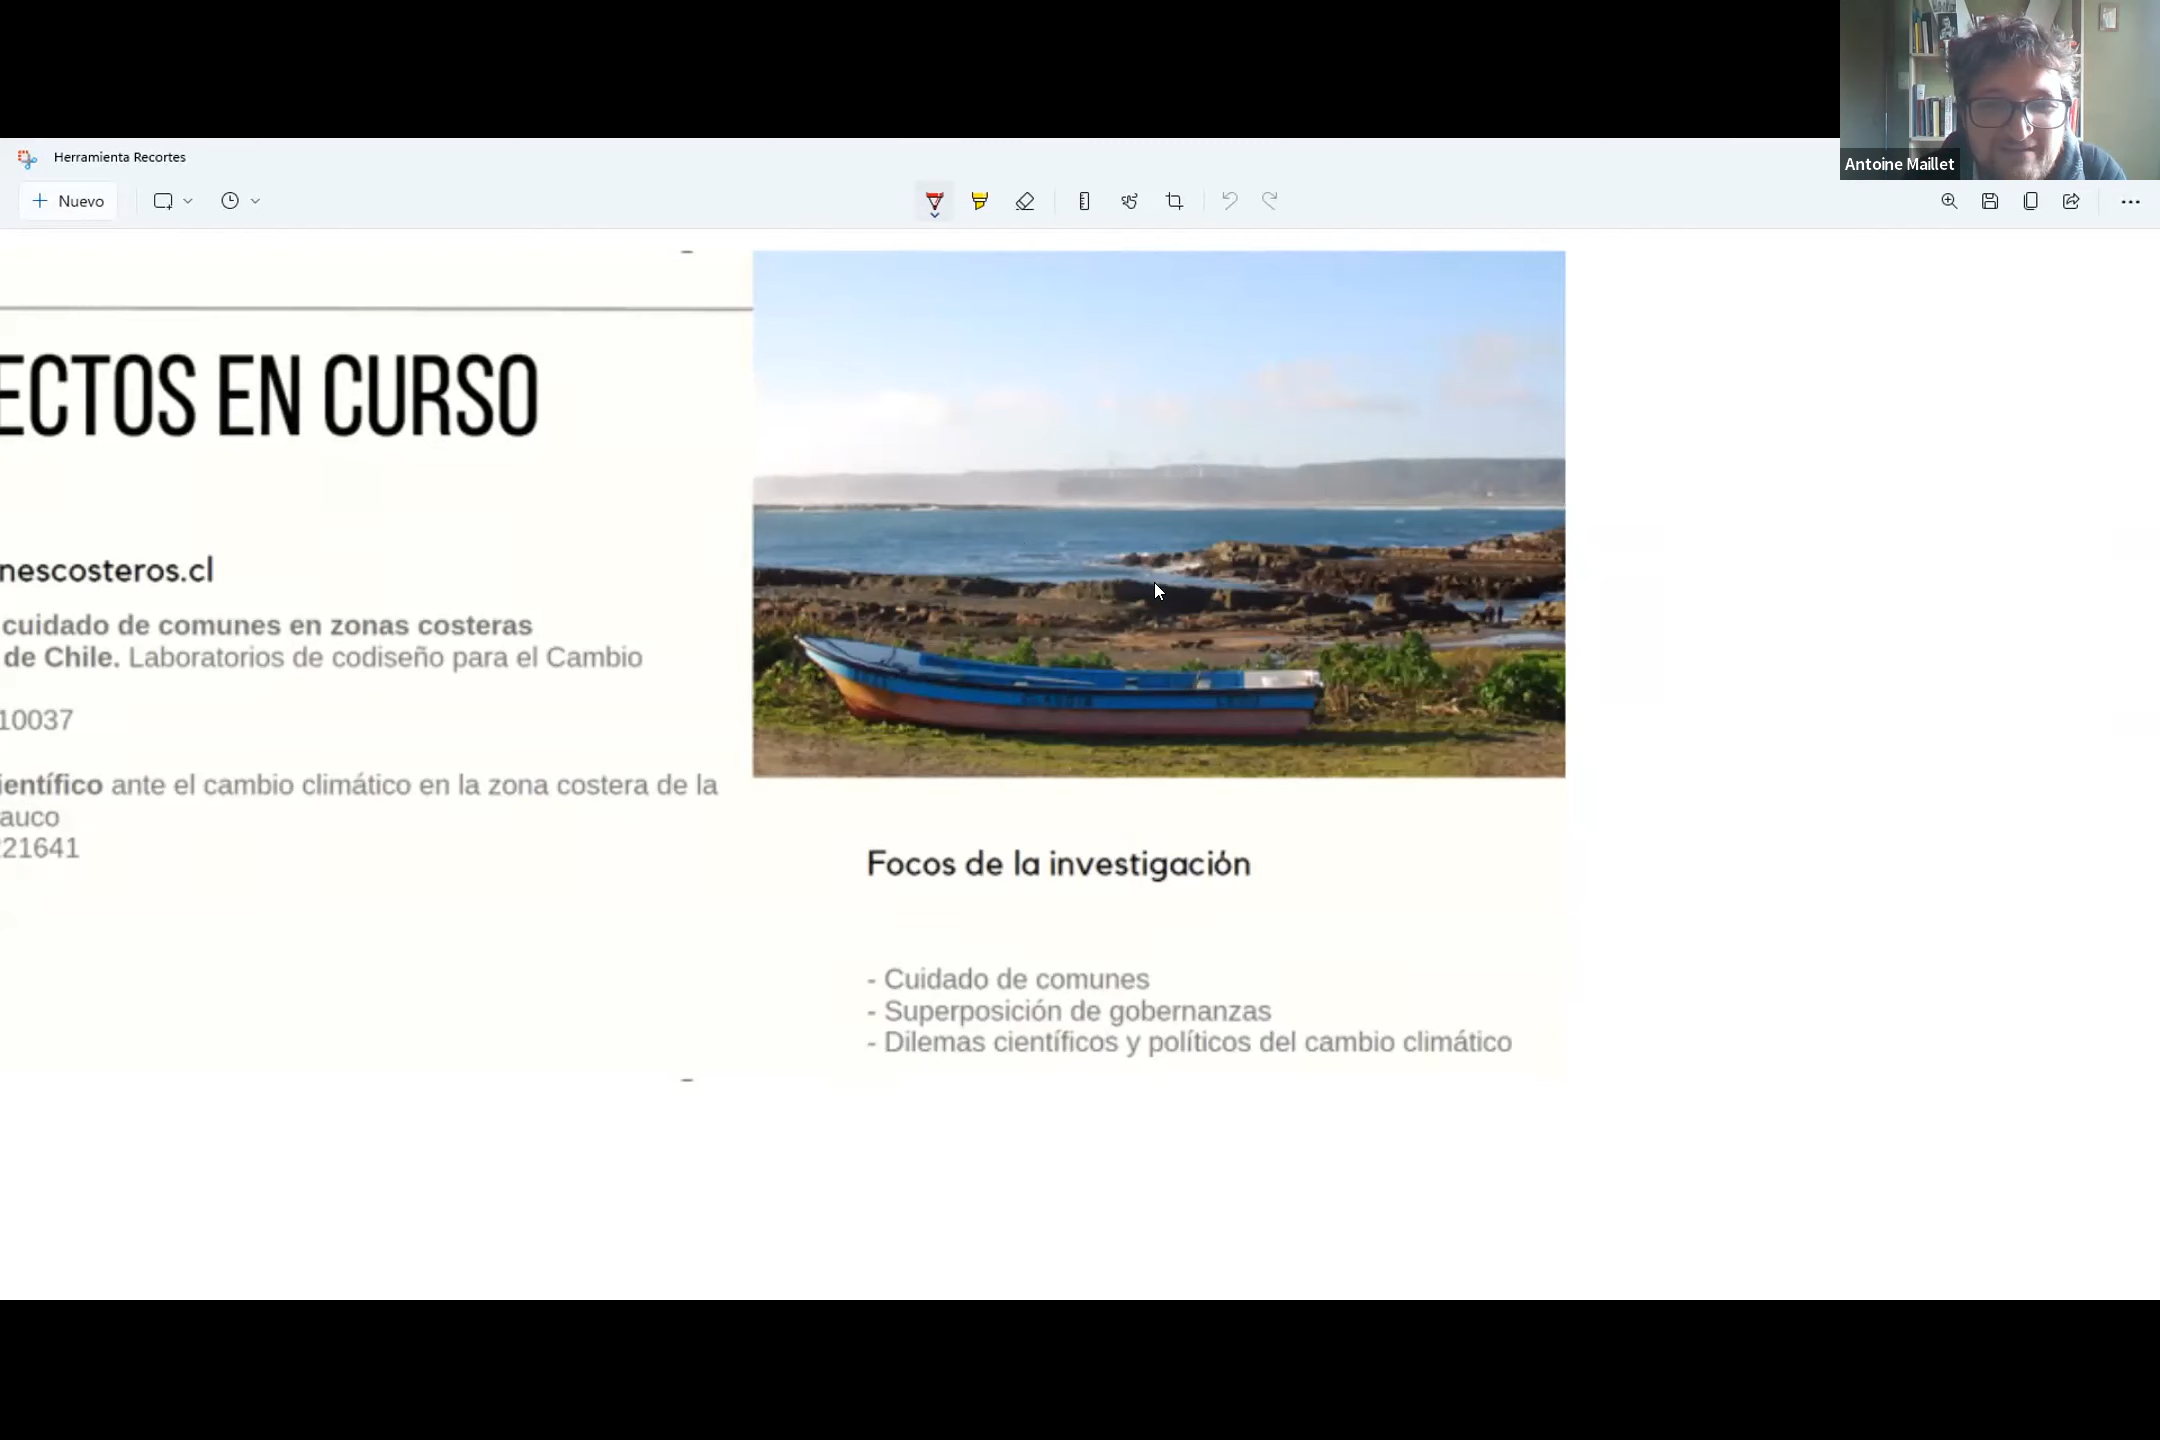 Antoine Maillet
Herramienta Recortes
Nuevo
ECTOS EN CURSO
nescosteros.cl
cuidado de comunes en zonas costeras
de Chile. Laboratorios de codiseño para el Cambio
10037
ientífico ante el cambio climático en la zona costera de la
auco
21641
Focos de la investigación
- Cuidado de comunes
- Superposición de gobernanzas
- Dilemas científicos y políticos del cambio climático